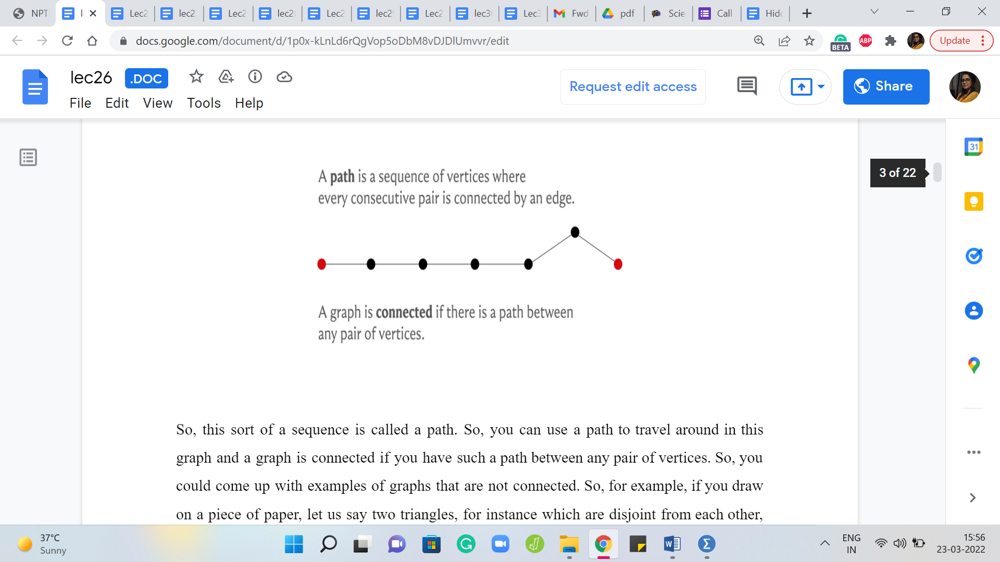 NPT
l
Lec2
lec2
Lec2
lec2
Lec2
lec2
Lec2
lec3
Lec3
Fwd
pdf
Scie
Call
Hid
docs.google.com/document/d/1p0x-kLnLd6rQgVop5oDbM8vDJDlUmvvr/edit
BETA
ABP
Update
lec26
.DOC
File Edit View Tools Help
Request edit access
Share
31
3 of 22
A path is a sequence of vertices where
every consecutive pair is connected by an edge.
A graph is connected if there is a path between
any pair of vertices.
So, this sort of a sequence is called a path. So, you can use a path to travel around in this
graph and a graph is connected if you have such a path between any pair of vertices. So, you
could come up with examples of graphs that are not connected. So, for example, if you draw
on a piece of paper, let us say two triangles, for instance which are disjoint from each other,
37°C
Sunny
ENG
IN
15:56
23-03-2022